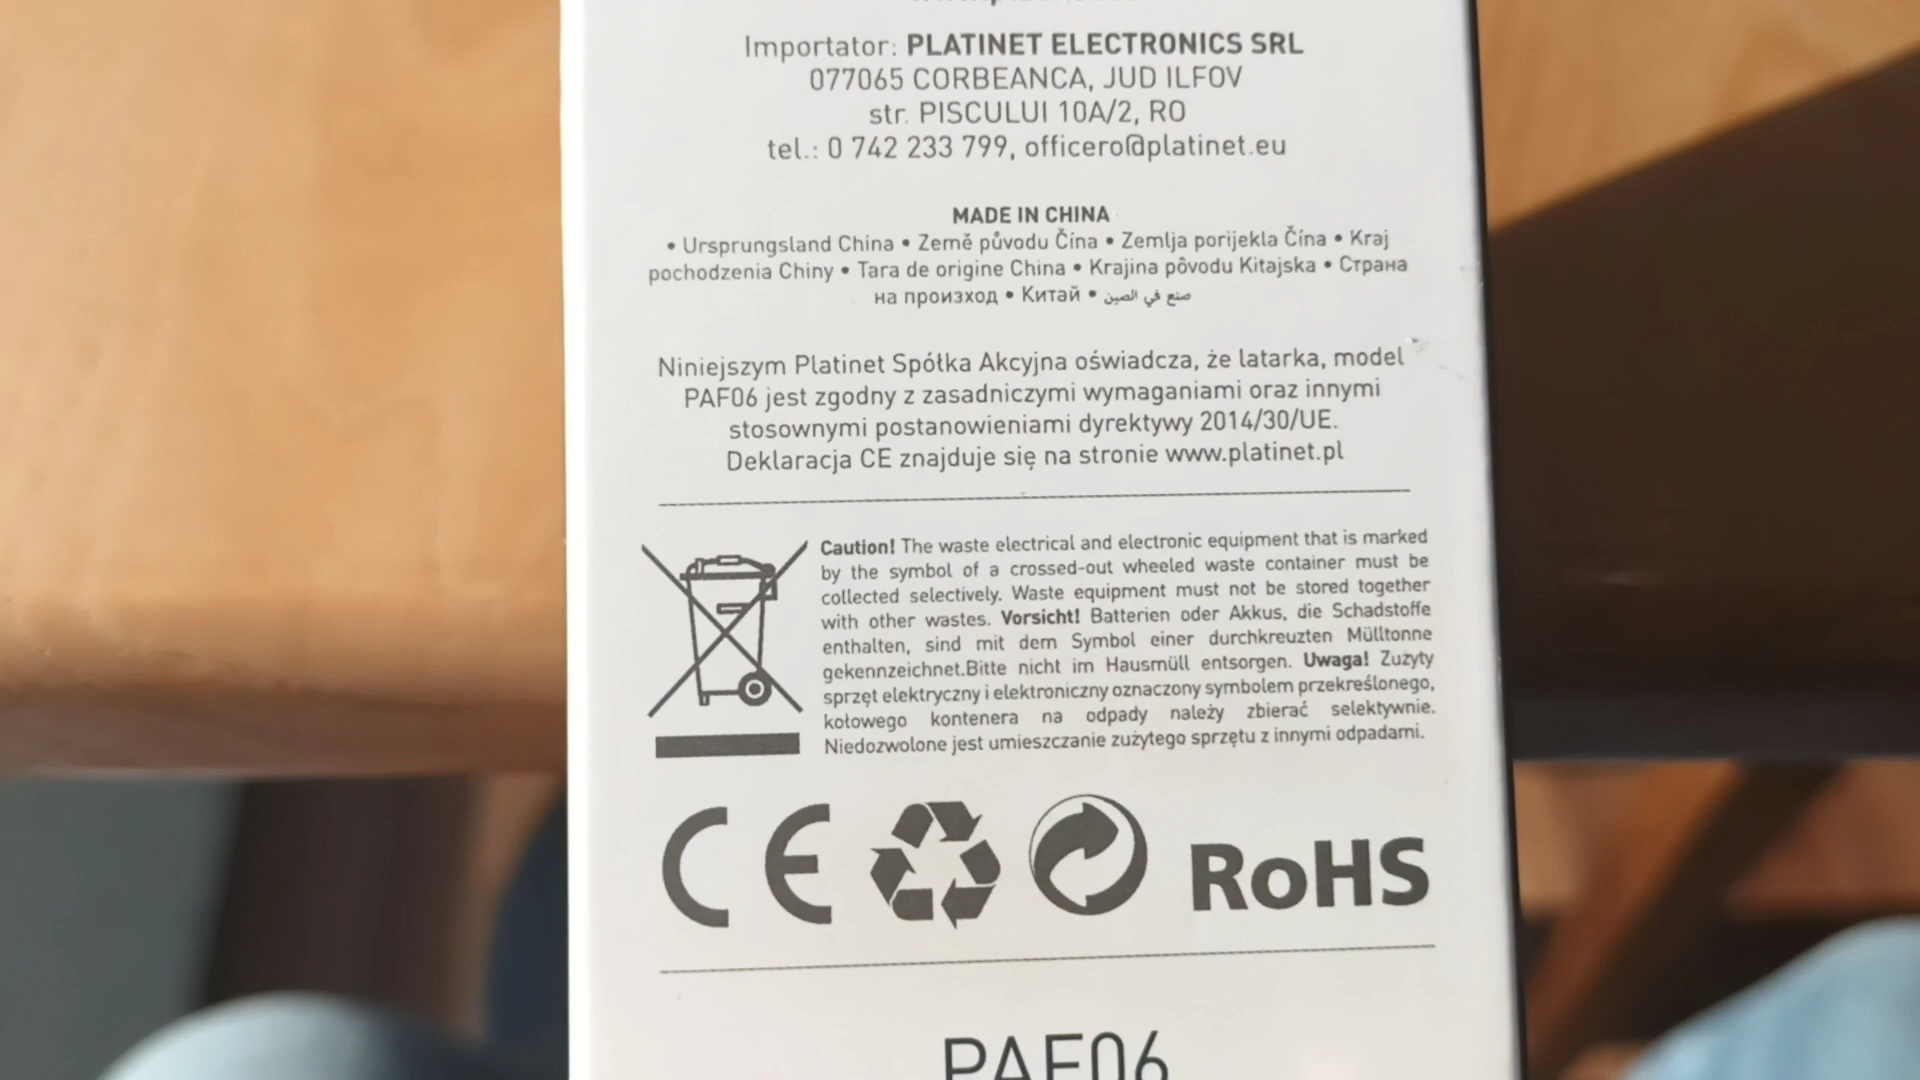 Importator: PLATINET ELECTRONICS SRL
077065 CORBEANCA, JUD ILFOV
str. PISCULUI 10A/2, RO
tel.: 0 742 233 799, officero@platinet.eu
MADE IN CHINA
• Ursprungsland China • Země původu Čína • Zemlja porijekla Čína • Kraj
pochodzenia Chiny • Tara de origine China • Krajina pôvodu Kitajska • Страна
на произход • Китай • صنع في الصين
Niniejszym Platinet Spółka Akcyjna oświadcza, że latarka, model
PAF06 jest zgodny z zasadniczymi wymaganiami oraz innymi
stosownymi postanowieniami dyrektywy 2014/30/UE.
Deklaracja CE znajduje się na stronie www.platinet.pl
Caution! The waste electrical and electronic equipment that is marked
by the symbol of a crossed-out wheeled waste container must be
collected selectively. Waste equipment must not be stored together
with other wastes. Vorsicht! Batterien oder Akkus, die Schadstoffe
enthalten, sind mit dem Symbol einer durchkreuzten Mülltonne
gekennzeichnet.Bitte nicht im Hausmüll entsorgen. Uwaga! Zużyty
sprzęt elektryczny i elektroniczny oznaczony symbolem przekreślonego,
kołowego kontenera na odpady należy zbierać selektywnie.
Niedozwolone jest umieszczanie zużytego sprzętu z innymi odpadami.
CE RoHS
PAF06